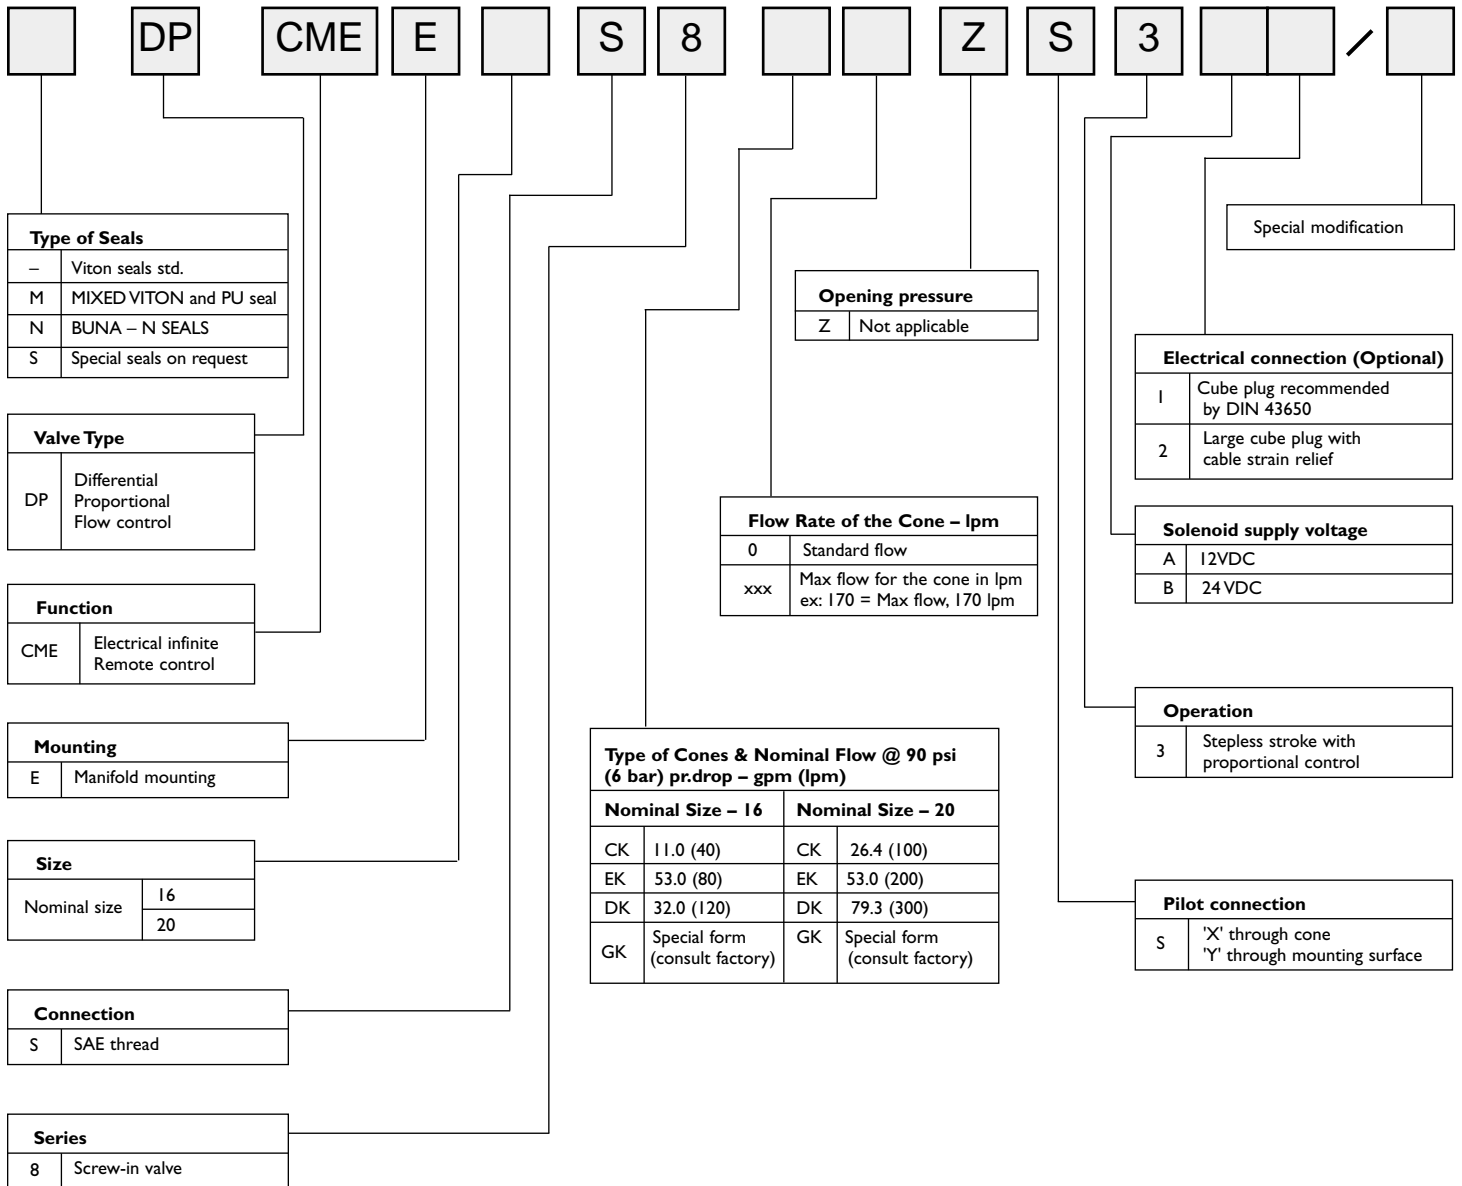 DP CME E S 8 Z S 3 /
Type of Seals
– Viton seals std.
M MIXED VITON and PU seal
N BUNA – N SEALS
S Special seals on request
Valve Type
DP Differential
Proportional
Flow control
Function
CME Electrical infinite
Remote control
Mounting
E Manifold mounting
Size
Nominal size 16
20
Connection
S SAE thread
Series
8 Screw-in valve
Type of Cones & Nominal Flow @ 90 psi
(6 bar) pr.drop – gpm (lpm)
Nominal Size – 16 Nominal Size – 20
CK 11.0 (40) CK 26.4 (100)
EK 53.0 (80) EK 53.0 (200)
DK 32.0 (120) DK 79.3 (300)
GK Special form
(consult factory)
GK Special form
(consult factory)
Flow Rate of the Cone – lpm
0 Standard flow
xxx Max flow for the cone in lpm
ex: 170 = Max flow, 170 lpm
Opening pressure
Z Not applicable
Special modification
Electrical connection (Optional)
1 Cube plug recommended
by DIN 43650
2 Large cube plug with
cable strain relief
Solenoid supply voltage
A 12VDC
B 24 VDC
Operation
3 Stepless stroke with
proportional control
Pilot connection
S 'X' through cone
'Y' through mounting surface